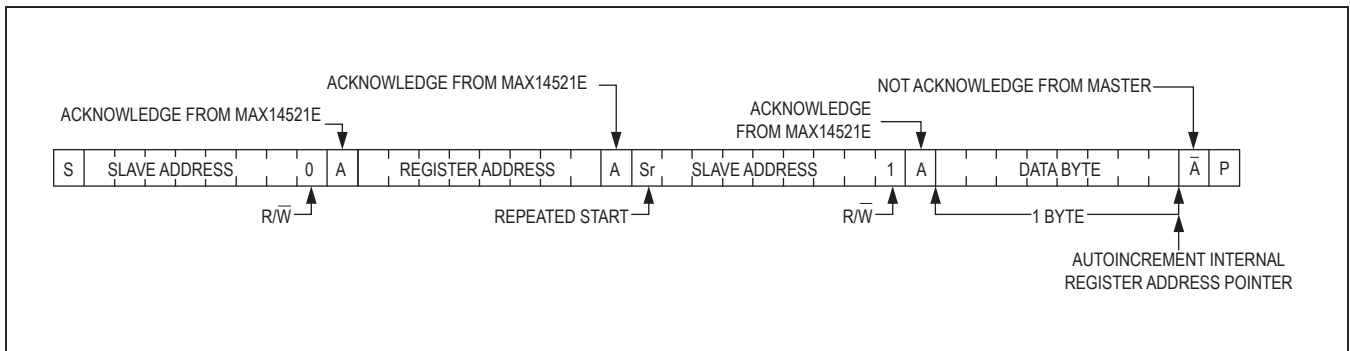 ACKNOWLEDGE FROM MAX14521E
ACKNOWLEDGE FROM MAX14521E
ACKNOWLEDGE
FROM MAX14521E
NOT ACKNOWLEDGE FROM MASTER
S SLAVE ADDRESS 0 A REGISTER ADDRESS A Sr SLAVE ADDRESS 1 A DATA BYTE A̅ P
R/W̅ REPEATED START R/W̅ 1 BYTE
AUTOINCREMENT INTERNAL
REGISTER ADDRESS POINTER